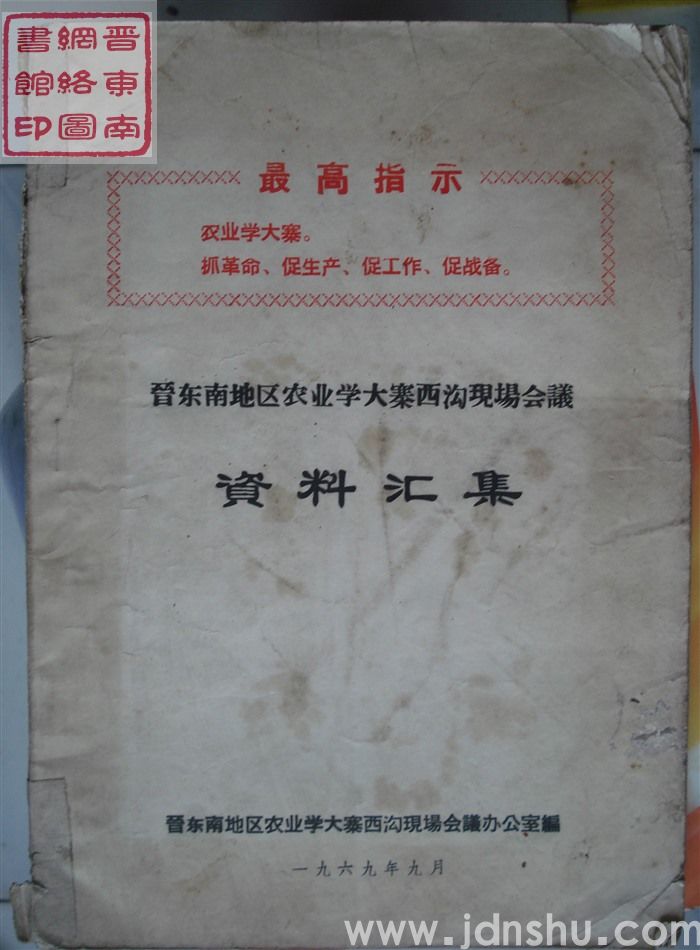 晋東南
網絡圖
書館印
最高指示
农业学大寨。
抓革命、促生产、促工作、促战备。
晉东南地区农业学大寨西沟現場会議
資料汇集
晉东南地区农业学大寨西沟現場会議办公室編
一九六九年九月
www.jdnshu.com